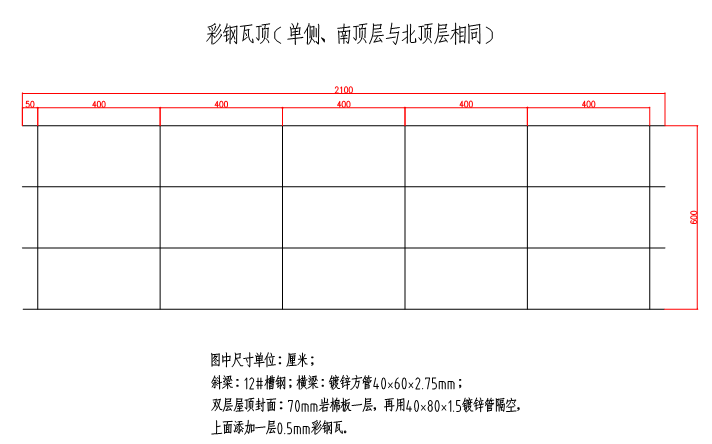 彩钢瓦顶(单侧、南顶层与北顶层相同)
2100
50 400 400 400 400 400
600
图中尺寸单位:厘米;
斜梁:12#槽钢;横梁:镀锌方管40×60×2.75mm;
双层屋顶封面:70mm岩棉板一层,再用40×80×1.5镀锌管隔空,
上面添加一层0.5mm彩钢瓦.